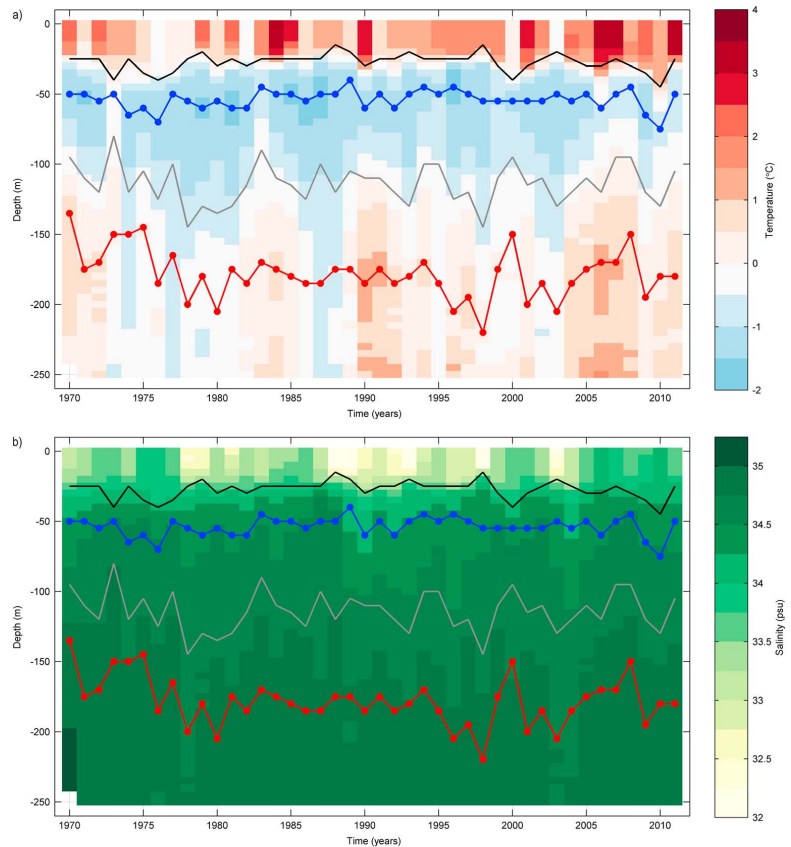 a)
0
-50
-100
-150
-200
-250
Depth (m)
1970 1975 1980 1985 1990 1995 2000 2005 2010
Time (years)
4
3
2
1
0
-1
-2
Temperature (°C)
b)
0
-50
-100
-150
-200
-250
Depth (m)
1970 1975 1980 1985 1990 1995 2000 2005 2010
Time (years)
35
34.5
34
33.5
33
32.5
32
Salinity (psu)